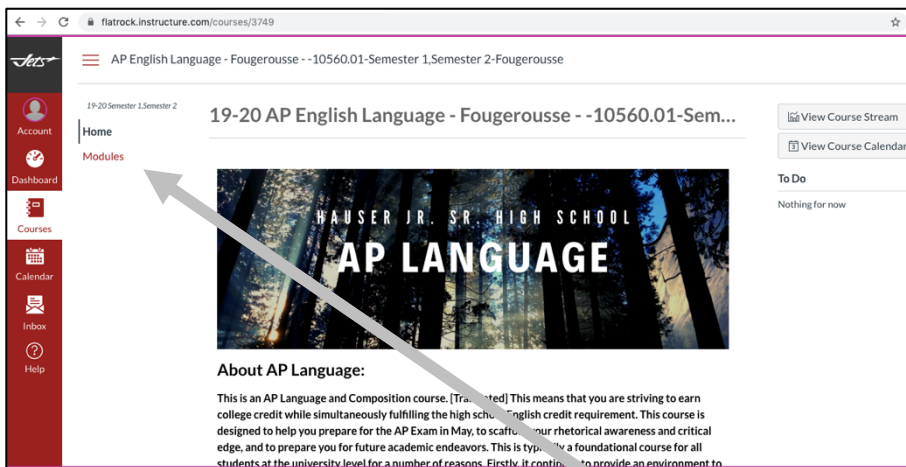 flatrock.instructure.com/courses/3749
Jets
AP English Language - Fougerousse - -10560.01-Semester 1,Semester 2-Fougerousse
19-20 Semester 1,Semester 2
Home
Modules
Account
Dashboard
Courses
Calendar
Inbox
Help
19-20 AP English Language - Fougerousse - -10560.01-Sem...
HAUSER JR. SR. HIGH SCHOOL
AP LANGUAGE
About AP Language:
This is an AP Language and Composition course. [Tra ted] This means that you are striving to earn
college credit while simultaneously fulfilling the high school English credit requirement. This course is
designed to help you prepare for the AP Exam in May, to scaffo your rhetorical awareness and critical
edge, and to prepare you for future academic endeavors. This is typically a foundational course for all
students at the university level for a number of reasons. Firstly, it to provide an environment to
View Course Stream
View Course Calendar
To Do
Nothing for now